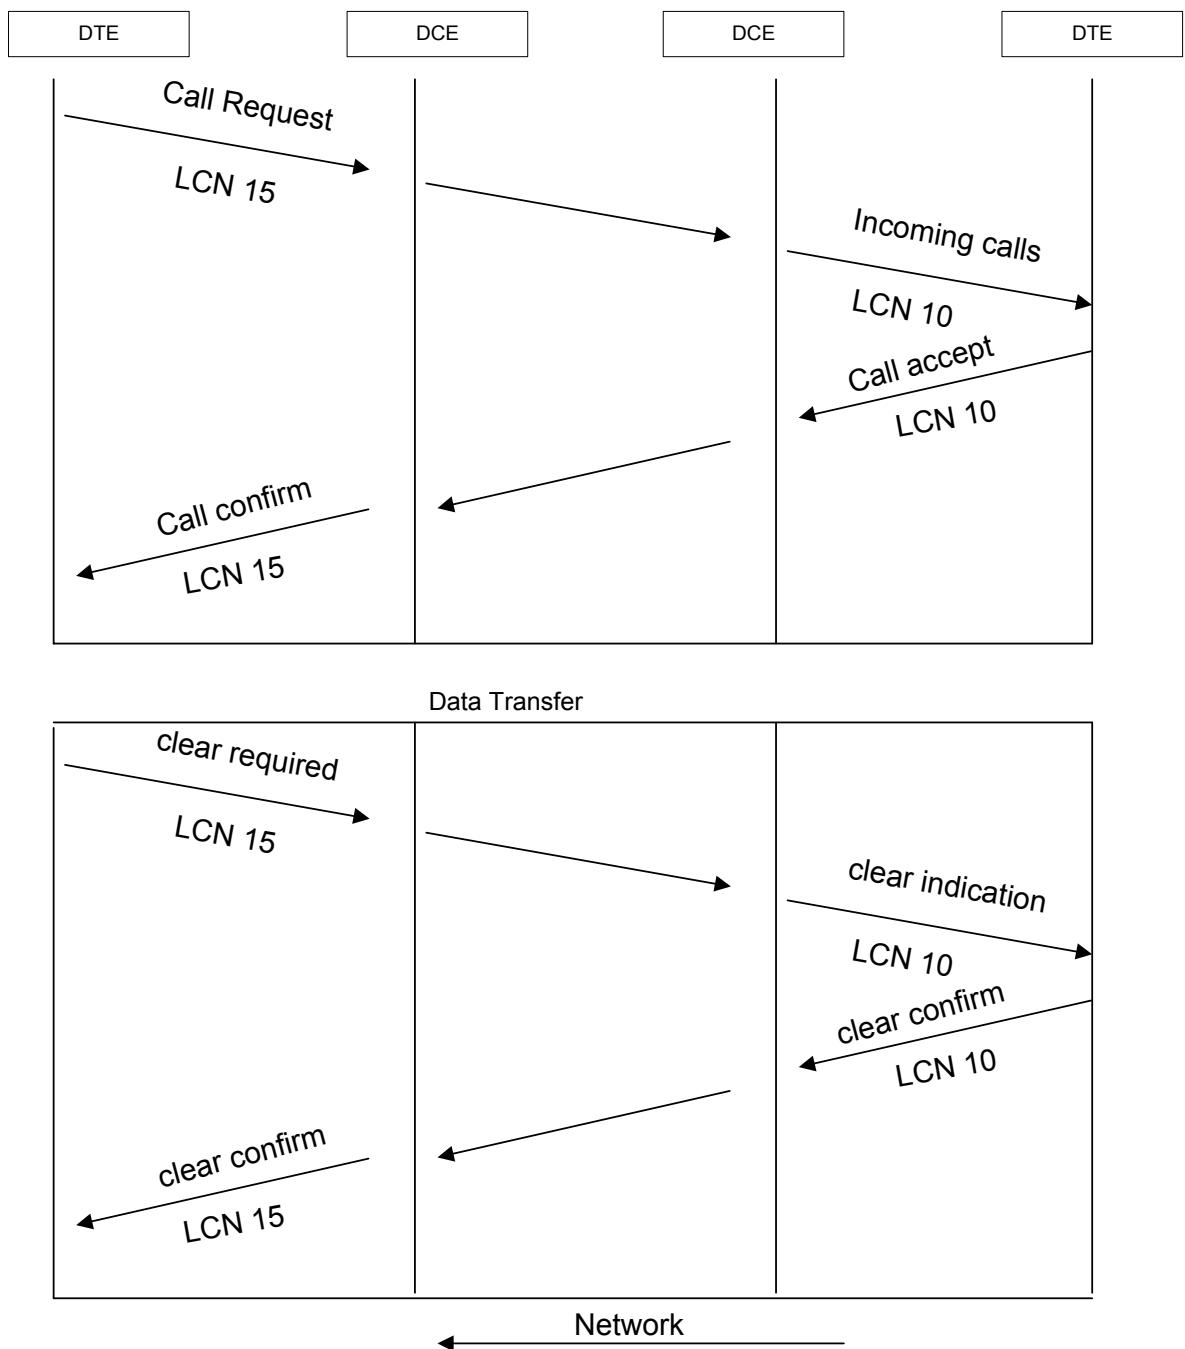 DTE
DCE
DCE
DTE
Call Request
LCN 15
Incoming calls
LCN 10
Call accept
LCN 10
Call confirm
LCN 15
Data Transfer
clear required
LCN 15
clear indication
LCN 10
clear confirm
LCN 10
clear confirm
LCN 15
Network